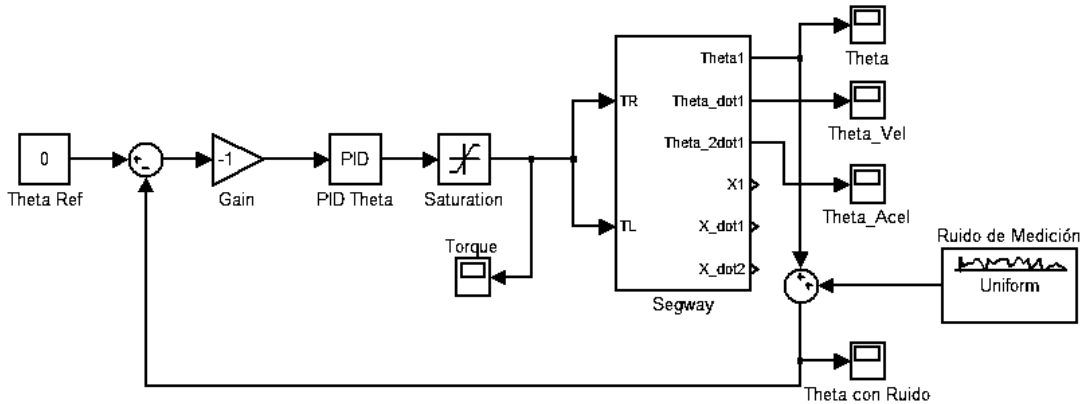 Theta
Theta_Vel
Theta_Acel
0
Theta Ref
-1
Gain
PID
PID Theta
Saturation
Torque
TR
TL
Theta1
Theta_dot1
Theta_2dot1
X1
X_dot1
X_dot2
Segway
Ruido de Medición
Uniform
Theta con Ruido